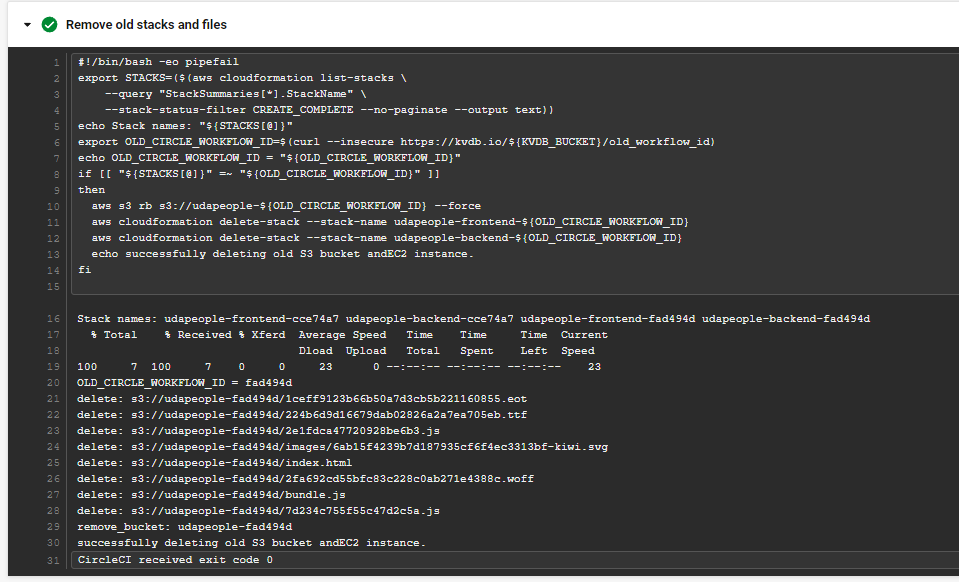 Remove old stacks and files
1 #!/bin/bash -eo pipefail
2 export STACKS=($(aws cloudformation list-stacks \
3     --query "StackSummaries[*].StackName" \
4     --stack-status-filter CREATE_COMPLETE --no-paginate --output text))
5 echo Stack names: "${STACKS[@]}"
6 export OLD_CIRCLE_WORKFLOW_ID=$(curl --insecure https://kvdb.io/${KVDB_BUCKET}/old_workflow_id)
7 echo OLD_CIRCLE_WORKFLOW_ID = "${OLD_CIRCLE_WORKFLOW_ID}"
8 if [[ "${STACKS[@]}" =~ "${OLD_CIRCLE_WORKFLOW_ID}" ]]
9 then
10   aws s3 rb s3://udapeople-${OLD_CIRCLE_WORKFLOW_ID} --force
11   aws cloudformation delete-stack --stack-name udapeople-frontend-${OLD_CIRCLE_WORKFLOW_ID}
12   aws cloudformation delete-stack --stack-name udapeople-backend-${OLD_CIRCLE_WORKFLOW_ID}
13   echo successfully deleting old S3 bucket andEC2 instance.
14 fi
15
16 Stack names: udapeople-frontend-cce74a7 udapeople-backend-cce74a7 udapeople-frontend-fad494d udapeople-backend-fad494d
17   % Total    % Received % Xferd  Average Speed   Time    Time     Time  Current
18                                  Dload  Upload   Total   Spent    Left  Speed
19 100     7  100     7    0     0     23      0 --:--:-- --:--:-- --:--:--    23
20 OLD_CIRCLE_WORKFLOW_ID = fad494d
21 delete: s3://udapeople-fad494d/1ceff9123b66b50a7d3cb5b221160855.eot
22 delete: s3://udapeople-fad494d/224b6d9d16679dab02826a2a7ea705eb.ttf
23 delete: s3://udapeople-fad494d/2e1fdca47720928be6b3.js
24 delete: s3://udapeople-fad494d/images/6ab15f4239b7d187935cf6f4ec3313bf-kiwi.svg
25 delete: s3://udapeople-fad494d/index.html
26 delete: s3://udapeople-fad494d/2fa692cd55bfc83c228c0ab271e4388c.woff
27 delete: s3://udapeople-fad494d/bundle.js
28 delete: s3://udapeople-fad494d/7d234c755f55c47d2c5a.js
29 remove_bucket: udapeople-fad494d
30 successfully deleting old S3 bucket andEC2 instance.
31 CircleCI received exit code 0